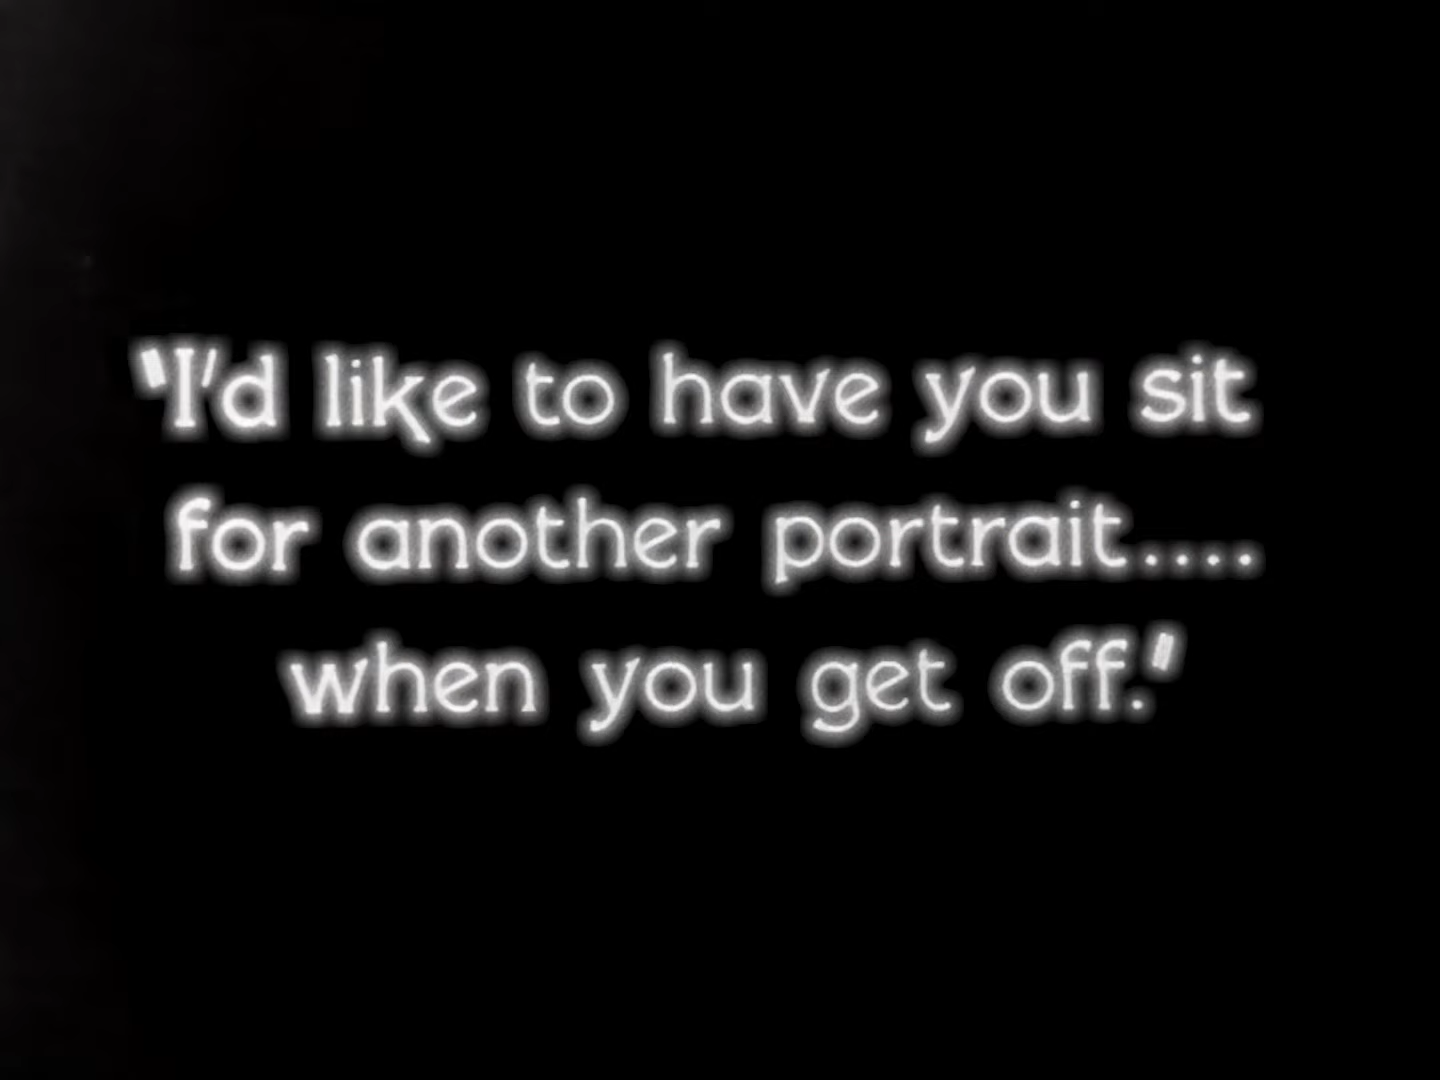 "I'd like to have you sit
for another portrait....
when you get off."